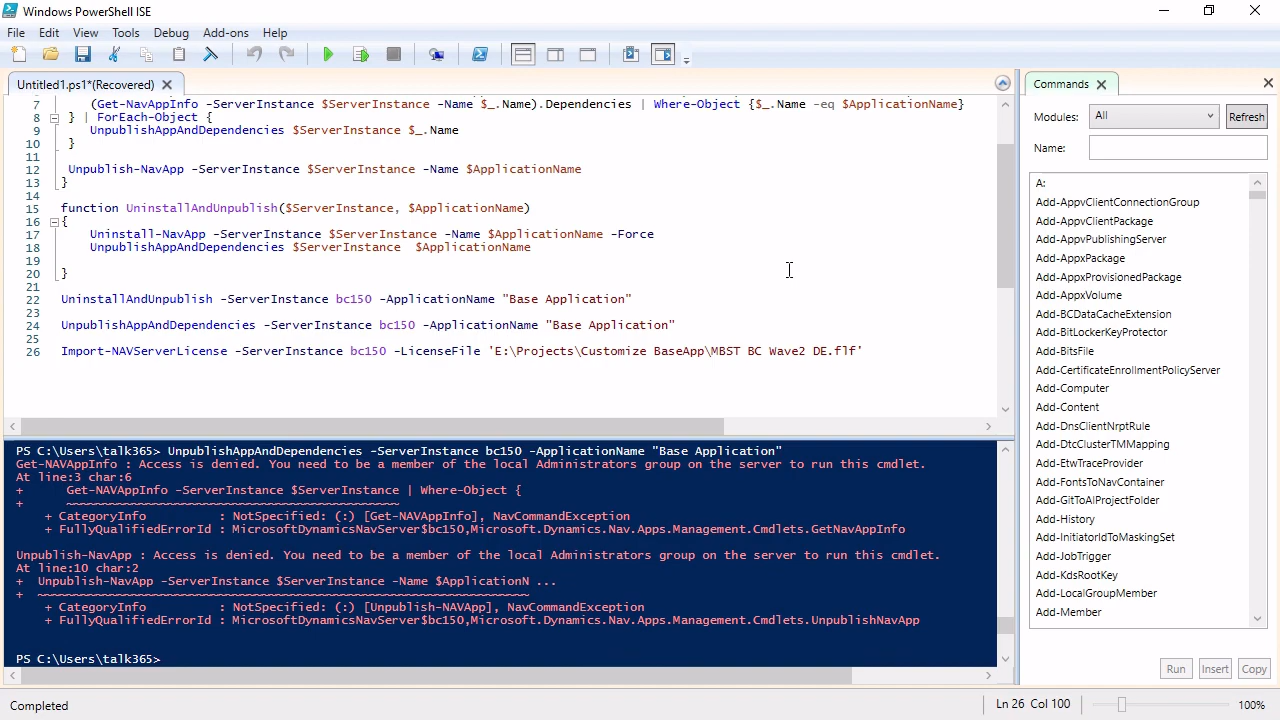 Windows PowerShell ISE
File Edit View Tools Debug Add-ons Help
Untitled1.ps1*(Recovered)
7 (Get-NavAppInfo -ServerInstance $ServerInstance -Name $_.Name).Dependencies | Where-Object {$_.Name -eq $ApplicationName}
8 } | ForEach-Object {
9 UnpublishAppAndDependencies $ServerInstance $_.Name
10 }
11
12 Unpublish-NavApp -ServerInstance $ServerInstance -Name $ApplicationName
13 }
14
15 function UninstallAndUnpublish($ServerInstance, $ApplicationName)
16 {
17 Uninstall-NavApp -ServerInstance $ServerInstance -Name $ApplicationName -Force
18 UnpublishAppAndDependencies $ServerInstance $ApplicationName
19
20 }
21
22 UninstallAndUnpublish -ServerInstance bc150 -ApplicationName "Base Application"
23
24 UnpublishAppAndDependencies -ServerInstance bc150 -ApplicationName "Base Application"
25
26 Import-NAVServerLicense -ServerInstance bc150 -LicenseFile 'E:\Projects\Customize BaseApp\MBST BC Wave2 DE.flf'
PS C:\Users\talk365> UnpublishAppAndDependencies -ServerInstance bc150 -ApplicationName "Base Application"
Get-NAVAppInfo : Access is denied. You need to be a member of the local Administrators group on the server to run this cmdlet.
At line:3 char:6
+ Get-NAVAppInfo -ServerInstance $ServerInstance | Where-Object {
+ ~~~~~~~~~~~~~~~~~~~~~~~~~~~~~~~~~~~~~~~~~~~~~~
+ CategoryInfo : NotSpecified: (:) [Get-NAVAppInfo], NavCommandException
+ FullyQualifiedErrorId : MicrosoftDynamicsNavServer$bc150,Microsoft.Dynamics.Nav.Apps.Management.Cmdlets.GetNavAppInfo
Unpublish-NavApp : Access is denied. You need to be a member of the local Administrators group on the server to run this cmdlet.
At line:10 char:2
+ Unpublish-NavApp -ServerInstance $ServerInstance -Name $ApplicationN ...
+ ~~~~~~~~~~~~~~~~~~~~~~~~~~~~~~~~~~~~~~~~~~~~~~~~~~~~~~~~~~~~~~~~~~~~
+ CategoryInfo : NotSpecified: (:) [Unpublish-NAVApp], NavCommandException
+ FullyQualifiedErrorId : MicrosoftDynamicsNavServer$bc150,Microsoft.Dynamics.Nav.Apps.Management.Cmdlets.UnpublishNavApp
PS C:\Users\talk365>
Commands
Modules: All Refresh
Name:
A:
Add-AppvClientConnectionGroup
Add-AppvClientPackage
Add-AppvPublishingServer
Add-AppxPackage
Add-AppxProvisionedPackage
Add-AppxVolume
Add-BCDataCacheExtension
Add-BitLockerKeyProtector
Add-BitsFile
Add-CertificateEnrollmentPolicyServer
Add-Computer
Add-Content
Add-DnsClientNrptRule
Add-DtcClusterTMMapping
Add-EtwTraceProvider
Add-FontsToNavContainer
Add-GitToAlProjectFolder
Add-History
Add-InitiatorIdToMaskingSet
Add-JobTrigger
Add-KdsRootKey
Add-LocalGroupMember
Add-Member
Run Insert Copy
Completed
Ln 26 Col 100
100%